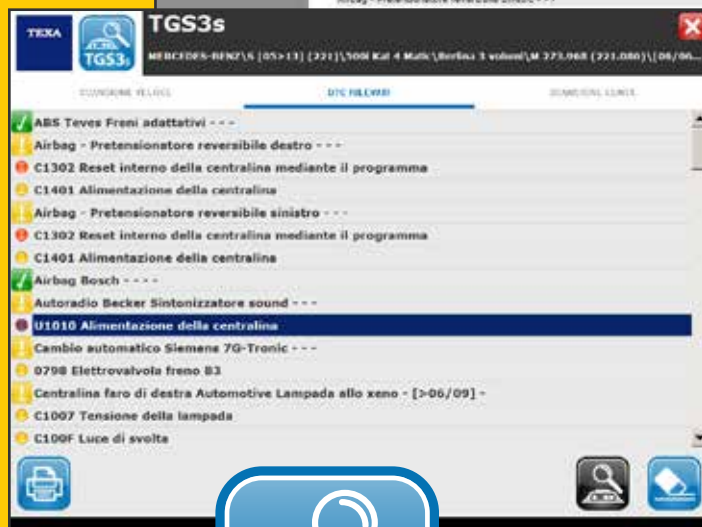 TGS3s
TEXA
TGS3s
MERCEDES-BENZ\S [05>13] (221)\500i Kat 4 Matic\Berlina 3 volumi\M 273.968 (221.086)\[06/06...
DTC RILEVATI
ABS Teves Freni adattativi - - -
Airbag - Pretensionatore reversibile destro - - -
C1302 Reset interno della centralina mediante il programma
C1401 Alimentazione della centralina
Airbag - Pretensionatore reversibile sinistro - - -
C1302 Reset interno della centralina mediante il programma
C1401 Alimentazione della centralina
Airbag Bosch - - - -
Autoradio Becker Sintonizzatore sound - - -
U1010 Alimentazione della centralina
Cambio automatico Siemens 7G-Tronic - - -
0798 Elettrovalvola freno B3
Centralina faro di destra Automotive Lampada allo xeno - [>06/09] -
C1007 Tensione della lampada
C100F Luce di svolta